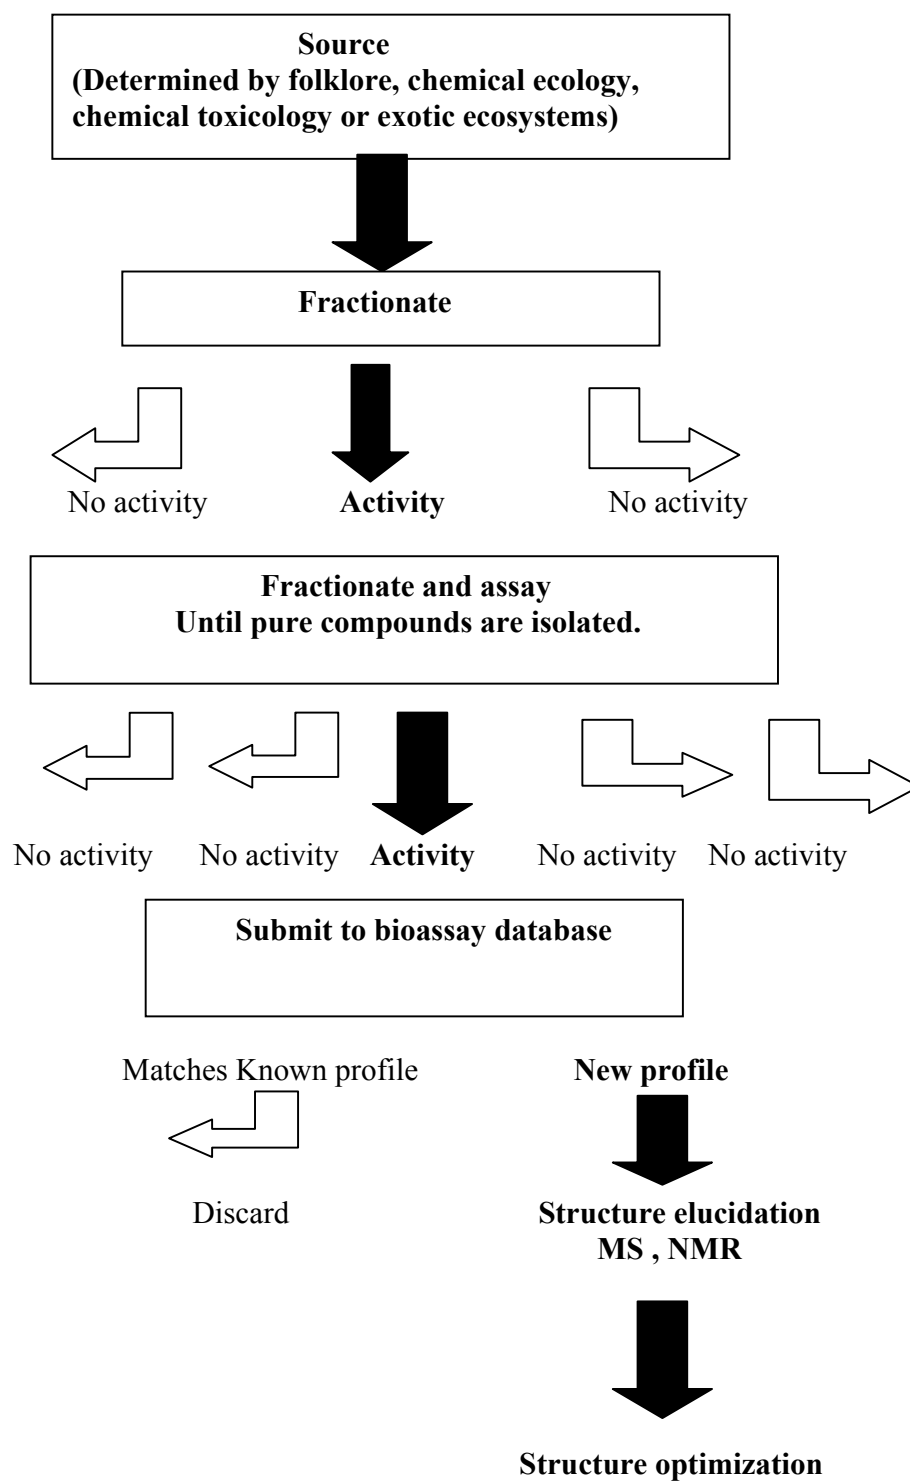 Source
(Determined by folklore, chemical ecology,
chemical toxicology or exotic ecosystems)
Fractionate
No activity Activity No activity
Fractionate and assay
Until pure compounds are isolated.
No activity No activity Activity No activity No activity
Submit to bioassay database
Matches Known profile New profile
Discard Structure elucidation
MS , NMR
Structure optimization